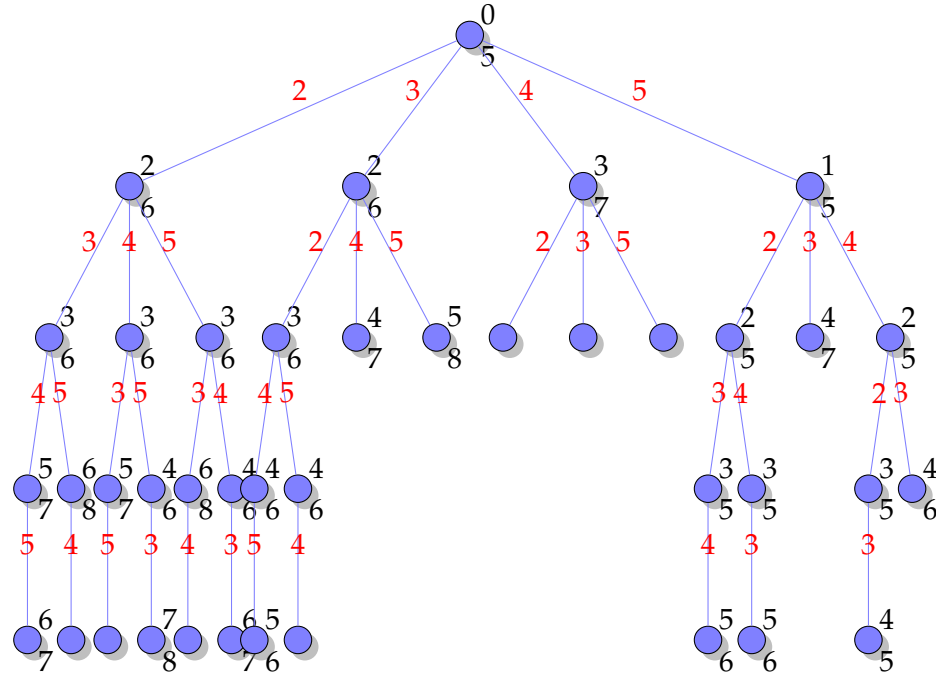 0
5
2 3 4 5
2 2 3 1
6 6 7 5
3 4 5 2 4 5 2 3 5 2 3 4
3 3 3 3 4 5 2 4 2
6 6 6 6 7 8 5 7 5
4 5 3 5 3 4 4 5 3 4 2 3
5 6 5 4 6 4 4 4 3 3 3 4
7 8 7 6 8 6 6 6 5 5 5 6
5 4 5 3 4 3 5 4 4 3 3
6 7 6 5 5 5 4
7 8 7 6 6 6 5